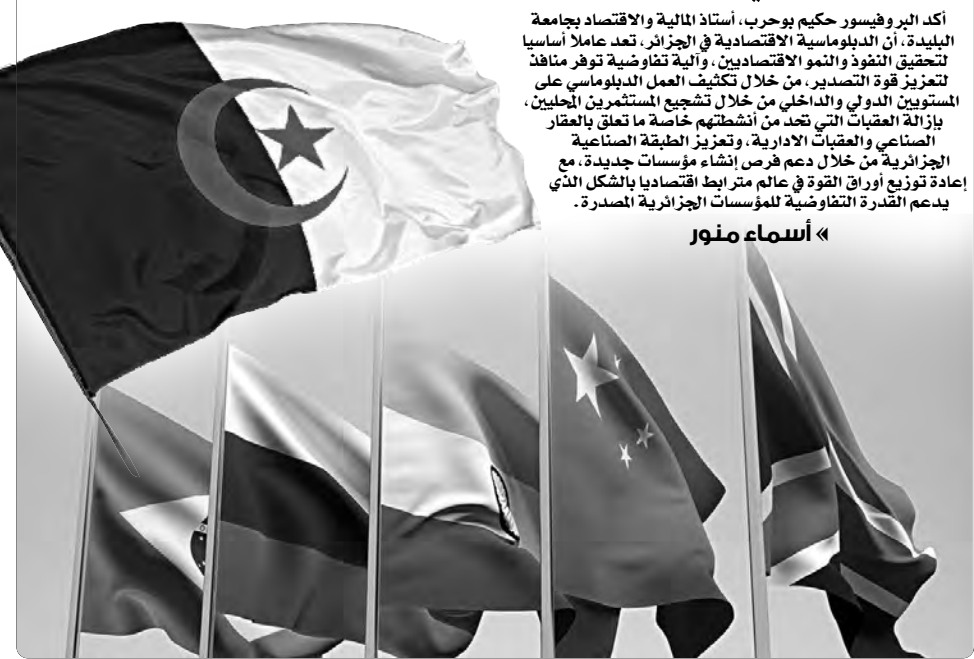 أكد البروفيسور حكيم بوحرب، أستاذ المالية والاقتصاد بجامعة
البليدة، أن الدبلوماسية الاقتصادية في الجزائر، تعد عاملا أساسيا
لتحقيق النفوذ والنمو الاقتصاديين، وآلية تفاوضية توفر منافذ
لتعزيز قوة التصدير، من خلال تكثيف العمل الدبلوماسي على
المستويين الدولي والداخلي من خلال تشجيع المستثمرين المحليين،
بإزالة العقبات التي تحد من أنشطتهم خاصة ما تعلق بالعقار
الصناعي والعقبات الادارية، وتعزيز الطبقة الصناعية
الجزائرية من خلال دعم فرص إنشاء مؤسسات جديدة، مع
إعادة توزيع أوراق القوة في عالم مترابط اقتصاديا بالشكل الذي
يدعم القدرة التفاوضية للمؤسسات الجزائرية المصدرة.
» أسماء منور